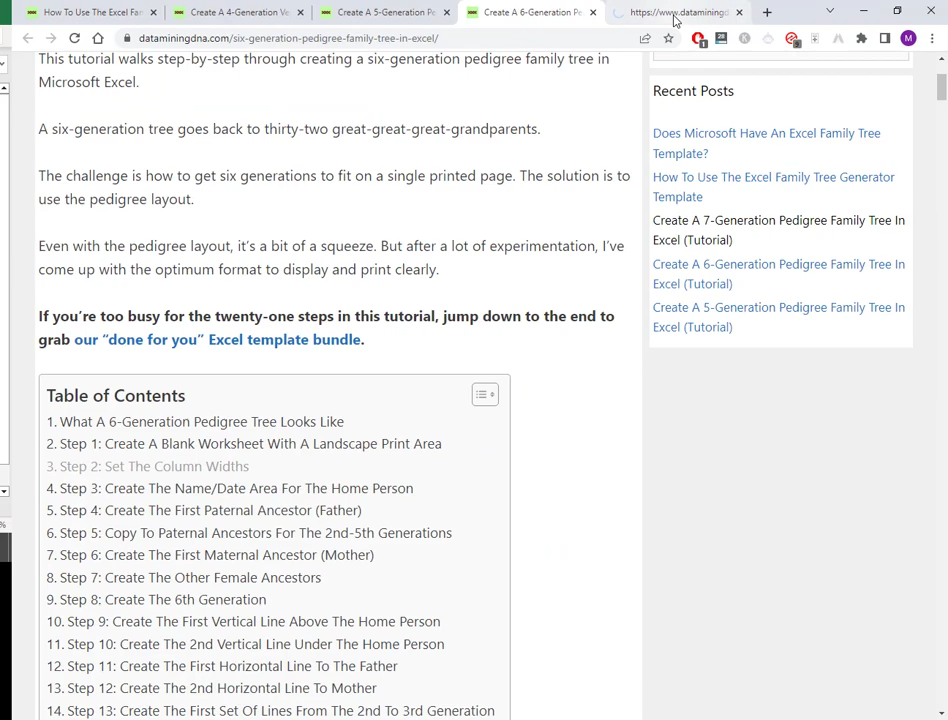 How To Use The Excel Fa
Create A 4-Generation Ve
Create A 5-Generation Pe
Create A 6-Generation Pe
https://www.dataminingd
dataminingdna.com/six-generation-pedigree-family-tree-in-excel/
This tutorial walks step-by-step through creating a six-generation pedigree family tree in
Microsoft Excel.
A six-generation tree goes back to thirty-two great-great-great-grandparents.
The challenge is how to get six generations to fit on a single printed page. The solution is to
use the pedigree layout.
Even with the pedigree layout, it's a bit of a squeeze. But after a lot of experimentation, I've
come up with the optimum format to display and print clearly.
If you're too busy for the twenty-one steps in this tutorial, jump down to the end to
grab our "done for you" Excel template bundle.
Table of Contents
1. What A 6-Generation Pedigree Tree Looks Like
2. Step 1: Create A Blank Worksheet With A Landscape Print Area
3. Step 2: Set The Column Widths
4. Step 3: Create The Name/Date Area For The Home Person
5. Step 4: Create The First Paternal Ancestor (Father)
6. Step 5: Copy To Paternal Ancestors For The 2nd-5th Generations
7. Step 6: Create The First Maternal Ancestor (Mother)
8. Step 7: Create The Other Female Ancestors
9. Step 8: Create The 6th Generation
10. Step 9: Create The First Vertical Line Above The Home Person
11. Step 10: Create The 2nd Vertical Line Under The Home Person
12. Step 11: Create The First Horizontal Line To The Father
13. Step 12: Create The 2nd Horizontal Line To Mother
14. Step 13: Create The First Set Of Lines From The 2nd To 3rd Generation
Recent Posts
Does Microsoft Have An Excel Family Tree
Template?
How To Use The Excel Family Tree Generator
Template
Create A 7-Generation Pedigree Family Tree In
Excel (Tutorial)
Create A 6-Generation Pedigree Family Tree In
Excel (Tutorial)
Create A 5-Generation Pedigree Family Tree In
Excel (Tutorial)
M
%